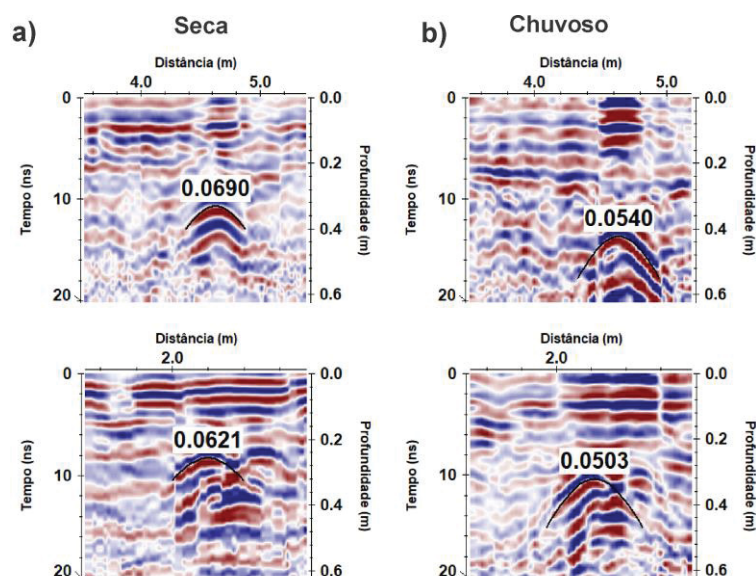 a)
Seca
b)
Chuvoso
Distância (m)
4.0 5.0
Tempo (ns)
0
10
20
0.0690
0.0
0.2
0.4
0.6
Profundidade (m)
Distância (m)
4.0 5.0
Tempo (ns)
0
10
20
0.0540
0.0
0.2
0.4
0.6
Profundidade (m)
Distância (m)
2.0
Tempo (ns)
0
10
20
0.0621
0.0
0.2
0.4
0.6
Profundidade (m)
Distância (m)
2.0
Tempo (ns)
0
10
20
0.0503
0.0
0.2
0.4
0.6
Profundidade (m)